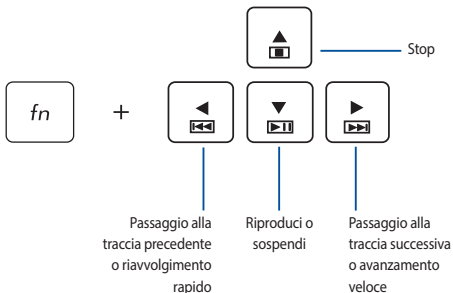 Stop
fn +
Passaggio alla
traccia precedente
o riavvolgimento
rapido
Riproduci o
sospendi
Passaggio alla
traccia successiva
o avanzamento
veloce